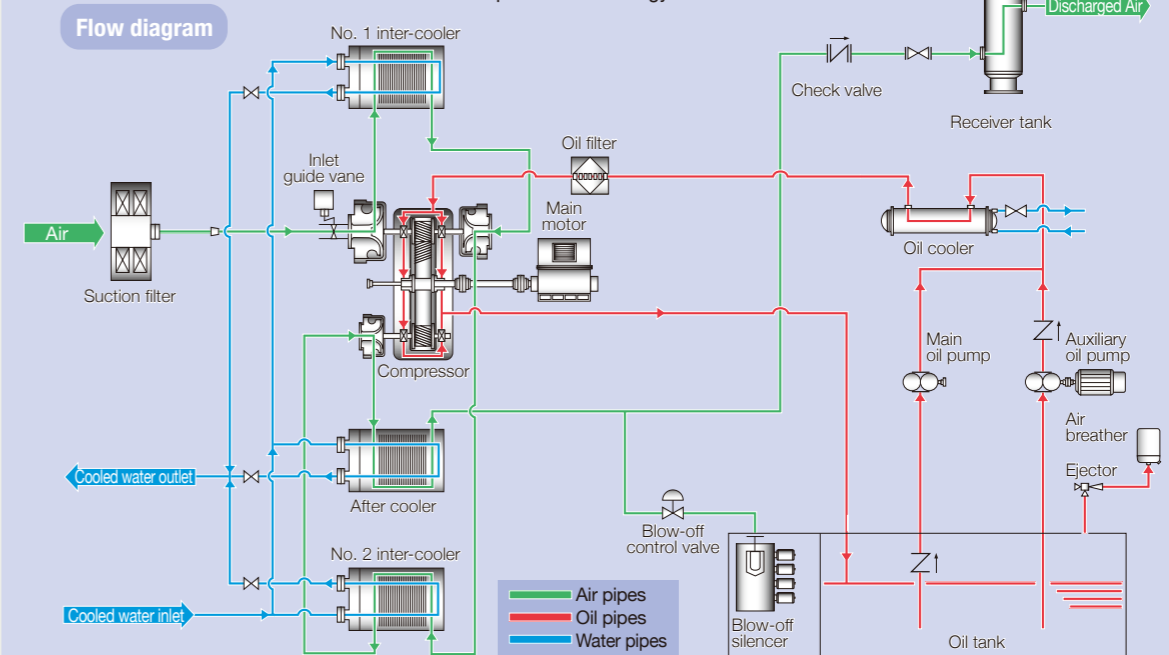 Flow diagram
No. 1 inter-cooler
Discharged Air
Check valve
Receiver tank
Inlet
guide vane
Oil filter
Main
motor
Air
Suction filter
Oil cooler
Compressor
Main
oil pump
Auxiliary
oil pump
Air
breather
Ejector
Cooled water outlet
After cooler
Blow-off
control valve
No. 2 inter-cooler
Cooled water inlet
Air pipes
Oil pipes
Water pipes
Blow-off
silencer
Oil tank